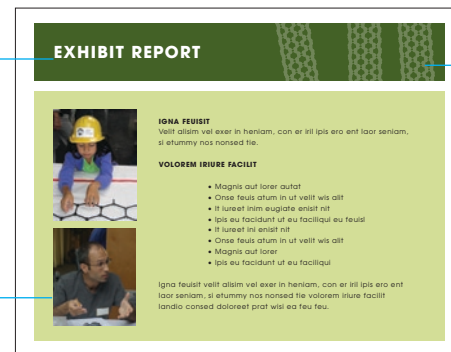 EXHIBIT REPORT
IGNA FEUISIT
Velit alisim vel exer in heniam, con er iril ipis ero ent laor seniam,
si etummy nos nonsed tie.
VOLOREM IRIURE FACILIT
• Magnis aut lorer autat
• Onse feuis atum in ut velit wis alit
• It iureet inim eugiate enisit nit
• Ipis eu facidunt ut eu faciliqui eu feuisl
• It iureet ini enisit nit
• Onse feuis atum in ut velit wis alit
• Magnis aut lorer
• Ipis eu facidunt ut eu faciliqui
Igna feuisit velit alisim vel exer in heniam, con er iril ipis ero ent
laor seniam, si etummy nos nonsed tie volorem iriure facilit
landio consed doloreet prat wisi ea feu feu.